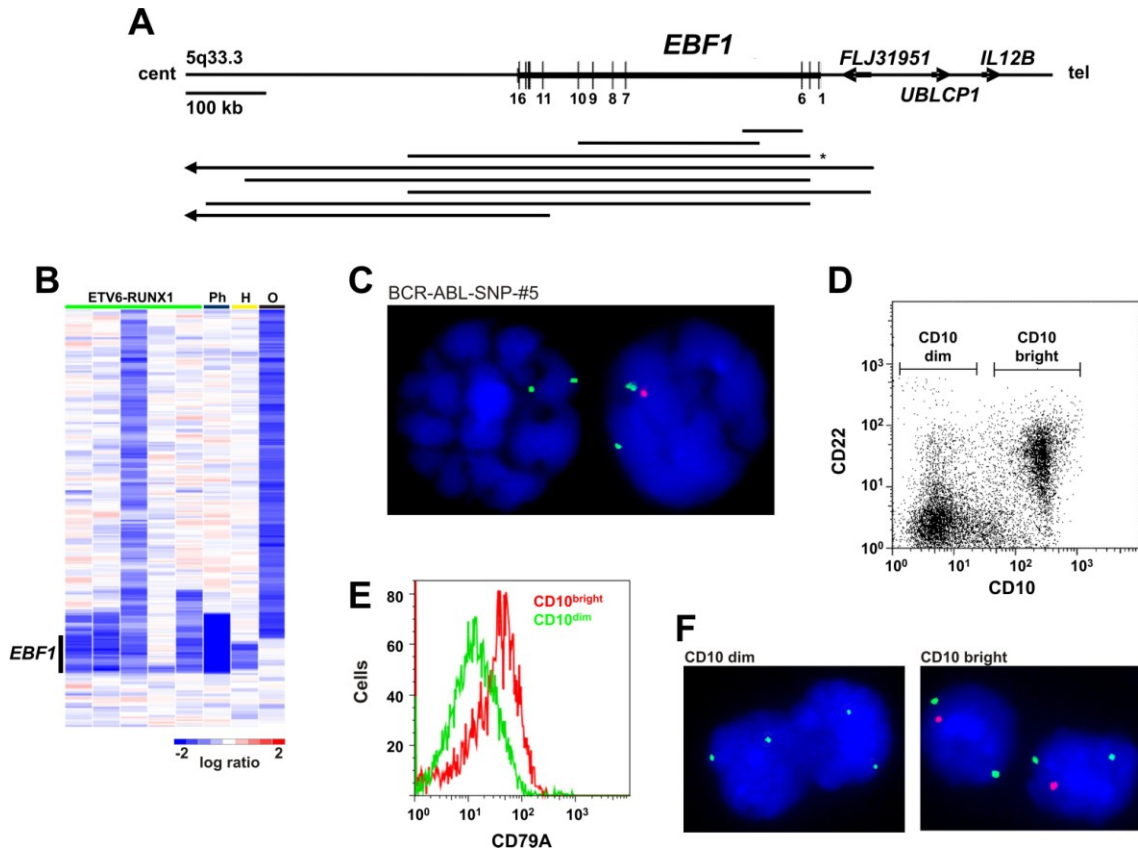 A
5q33.3
EBF1
FLJ31951 IL12B
cent
tel
UBLCP1
100 kb
16 11 10 9 8 7 6 1
*
B
ETV6-RUNX1 Ph H O
EBF1
-2 2
log ratio
C
BCR-ABL-SNP-#5
D
CD10 dim
CD10 bright
10³
10²
10¹
10⁰
CD22
10⁰ 10¹ 10² 10³
CD10
E
CD10bright
CD10dim
80
60
40
20
Cells
10⁰ 10¹ 10² 10³
CD79A
F
CD10 dim
CD10 bright